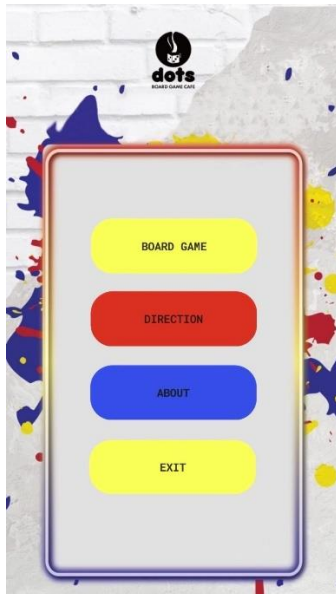 dots
BOARD GAME CAFE
BOARD GAME
DIRECTION
ABOUT
EXIT